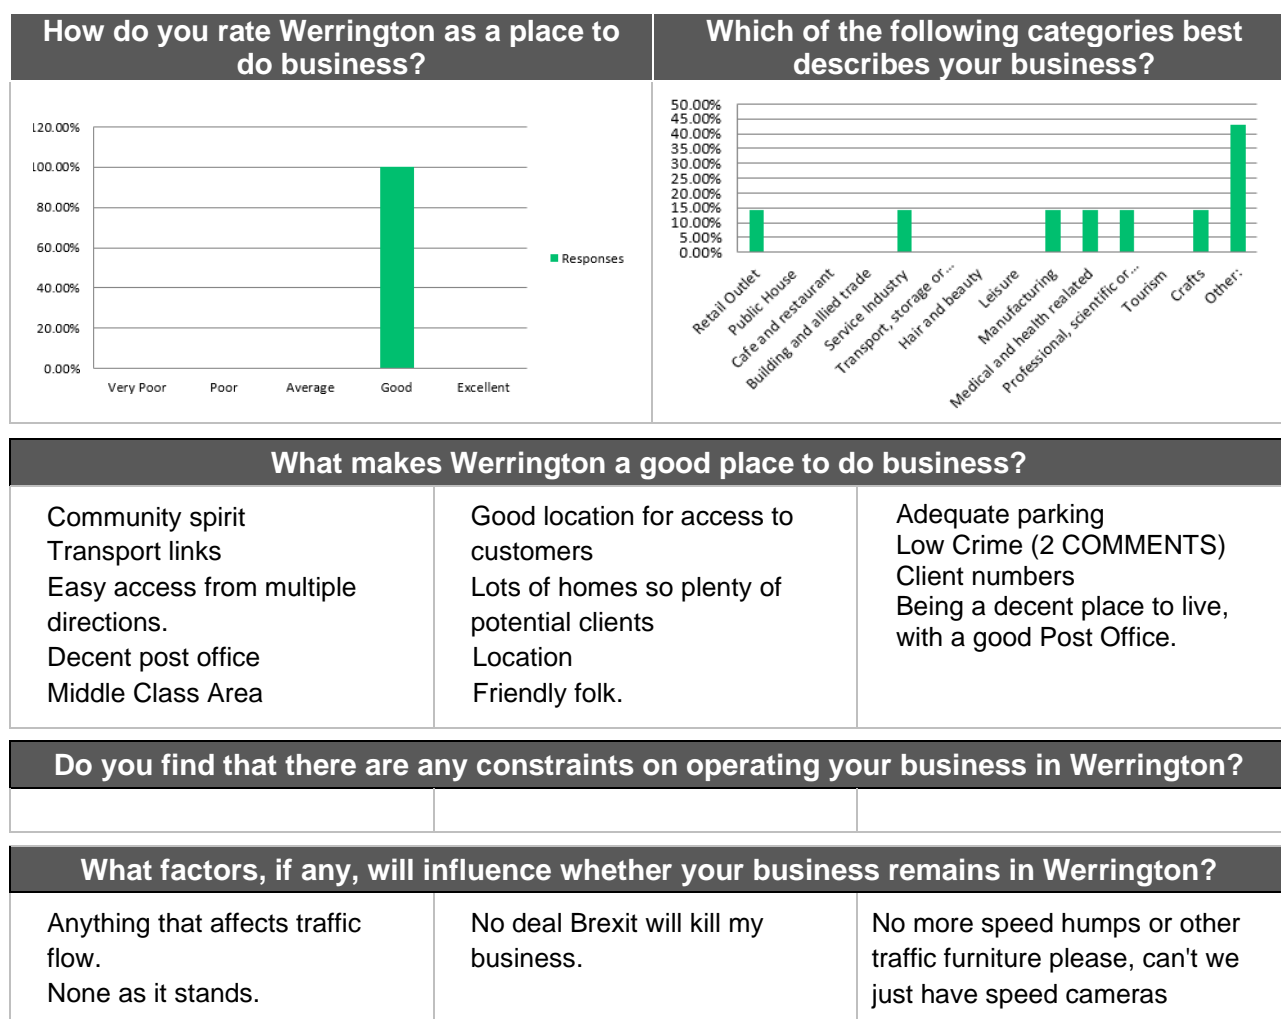 How do you rate Werrington as a place to
do business?
120.00%
100.00%
80.00%
60.00%
40.00%
20.00%
0.00%
Very Poor
Poor
Average
Good
Excellent
Responses
Which of the following categories best
describes your business?
50.00%
45.00%
40.00%
35.00%
30.00%
25.00%
20.00%
15.00%
10.00%
5.00%
0.00%
Retail Outlet
Public House
Cafe and restaurant
Building and allied trade
Service Industry
Transport, storage or...
Hair and beauty
Leisure
Manufacturing
Medical and health realated
Professional, scientific or...
Tourism
Crafts
Other:
What makes Werrington a good place to do business?
Community spirit
Transport links
Easy access from multiple
directions.
Decent post office
Middle Class Area
Good location for access to
customers
Lots of homes so plenty of
potential clients
Location
Friendly folk.
Adequate parking
Low Crime (2 COMMENTS)
Client numbers
Being a decent place to live,
with a good Post Office.
Do you find that there are any constraints on operating your business in Werrington?
What factors, if any, will influence whether your business remains in Werrington?
Anything that affects traffic
flow.
None as it stands.
No deal Brexit will kill my
business.
No more speed humps or other
traffic furniture please, can't we
just have speed cameras